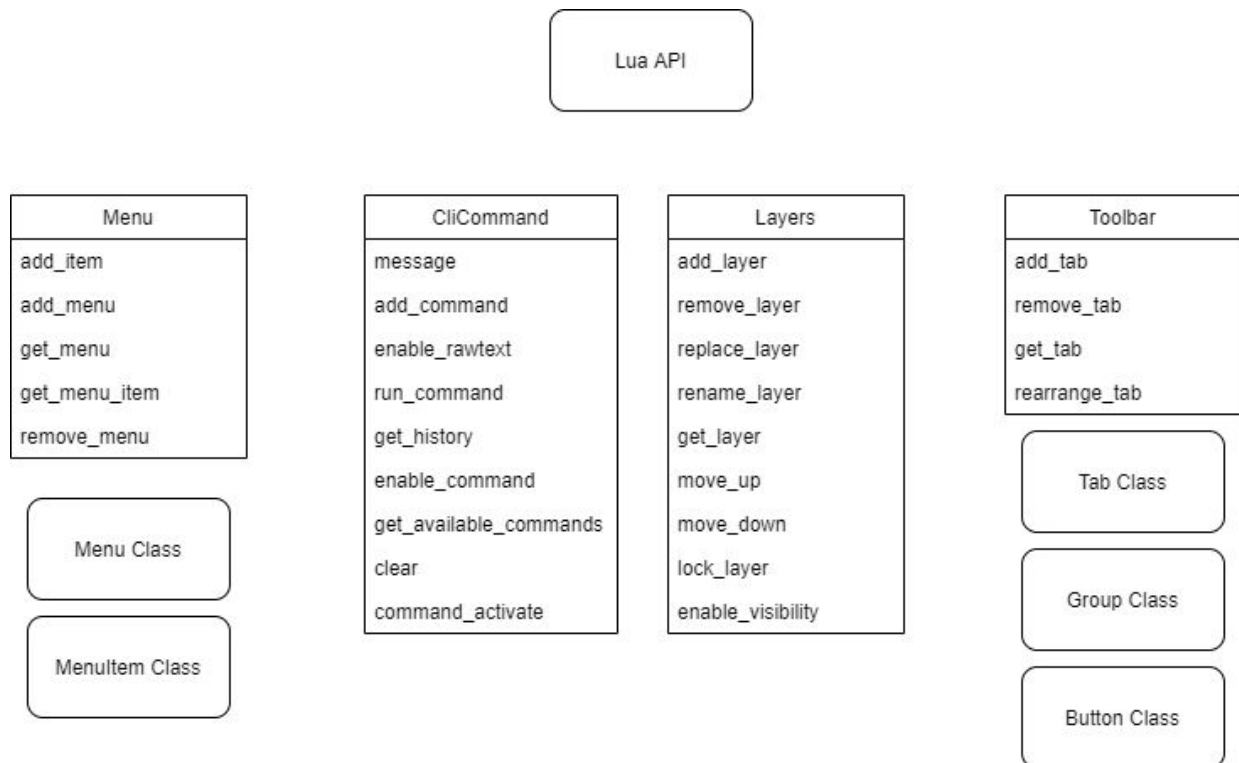 Lua API
Menu
add_item
add_menu
get_menu
get_menu_item
remove_menu
Menu Class
MenuItem Class
CliCommand
message
add_command
enable_rawtext
run_command
get_history
enable_command
get_available_commands
clear
command_activate
Layers
add_layer
remove_layer
replace_layer
rename_layer
get_layer
move_up
move_down
lock_layer
enable_visibility
Toolbar
add_tab
remove_tab
get_tab
rearrange_tab
Tab Class
Group Class
Button Class